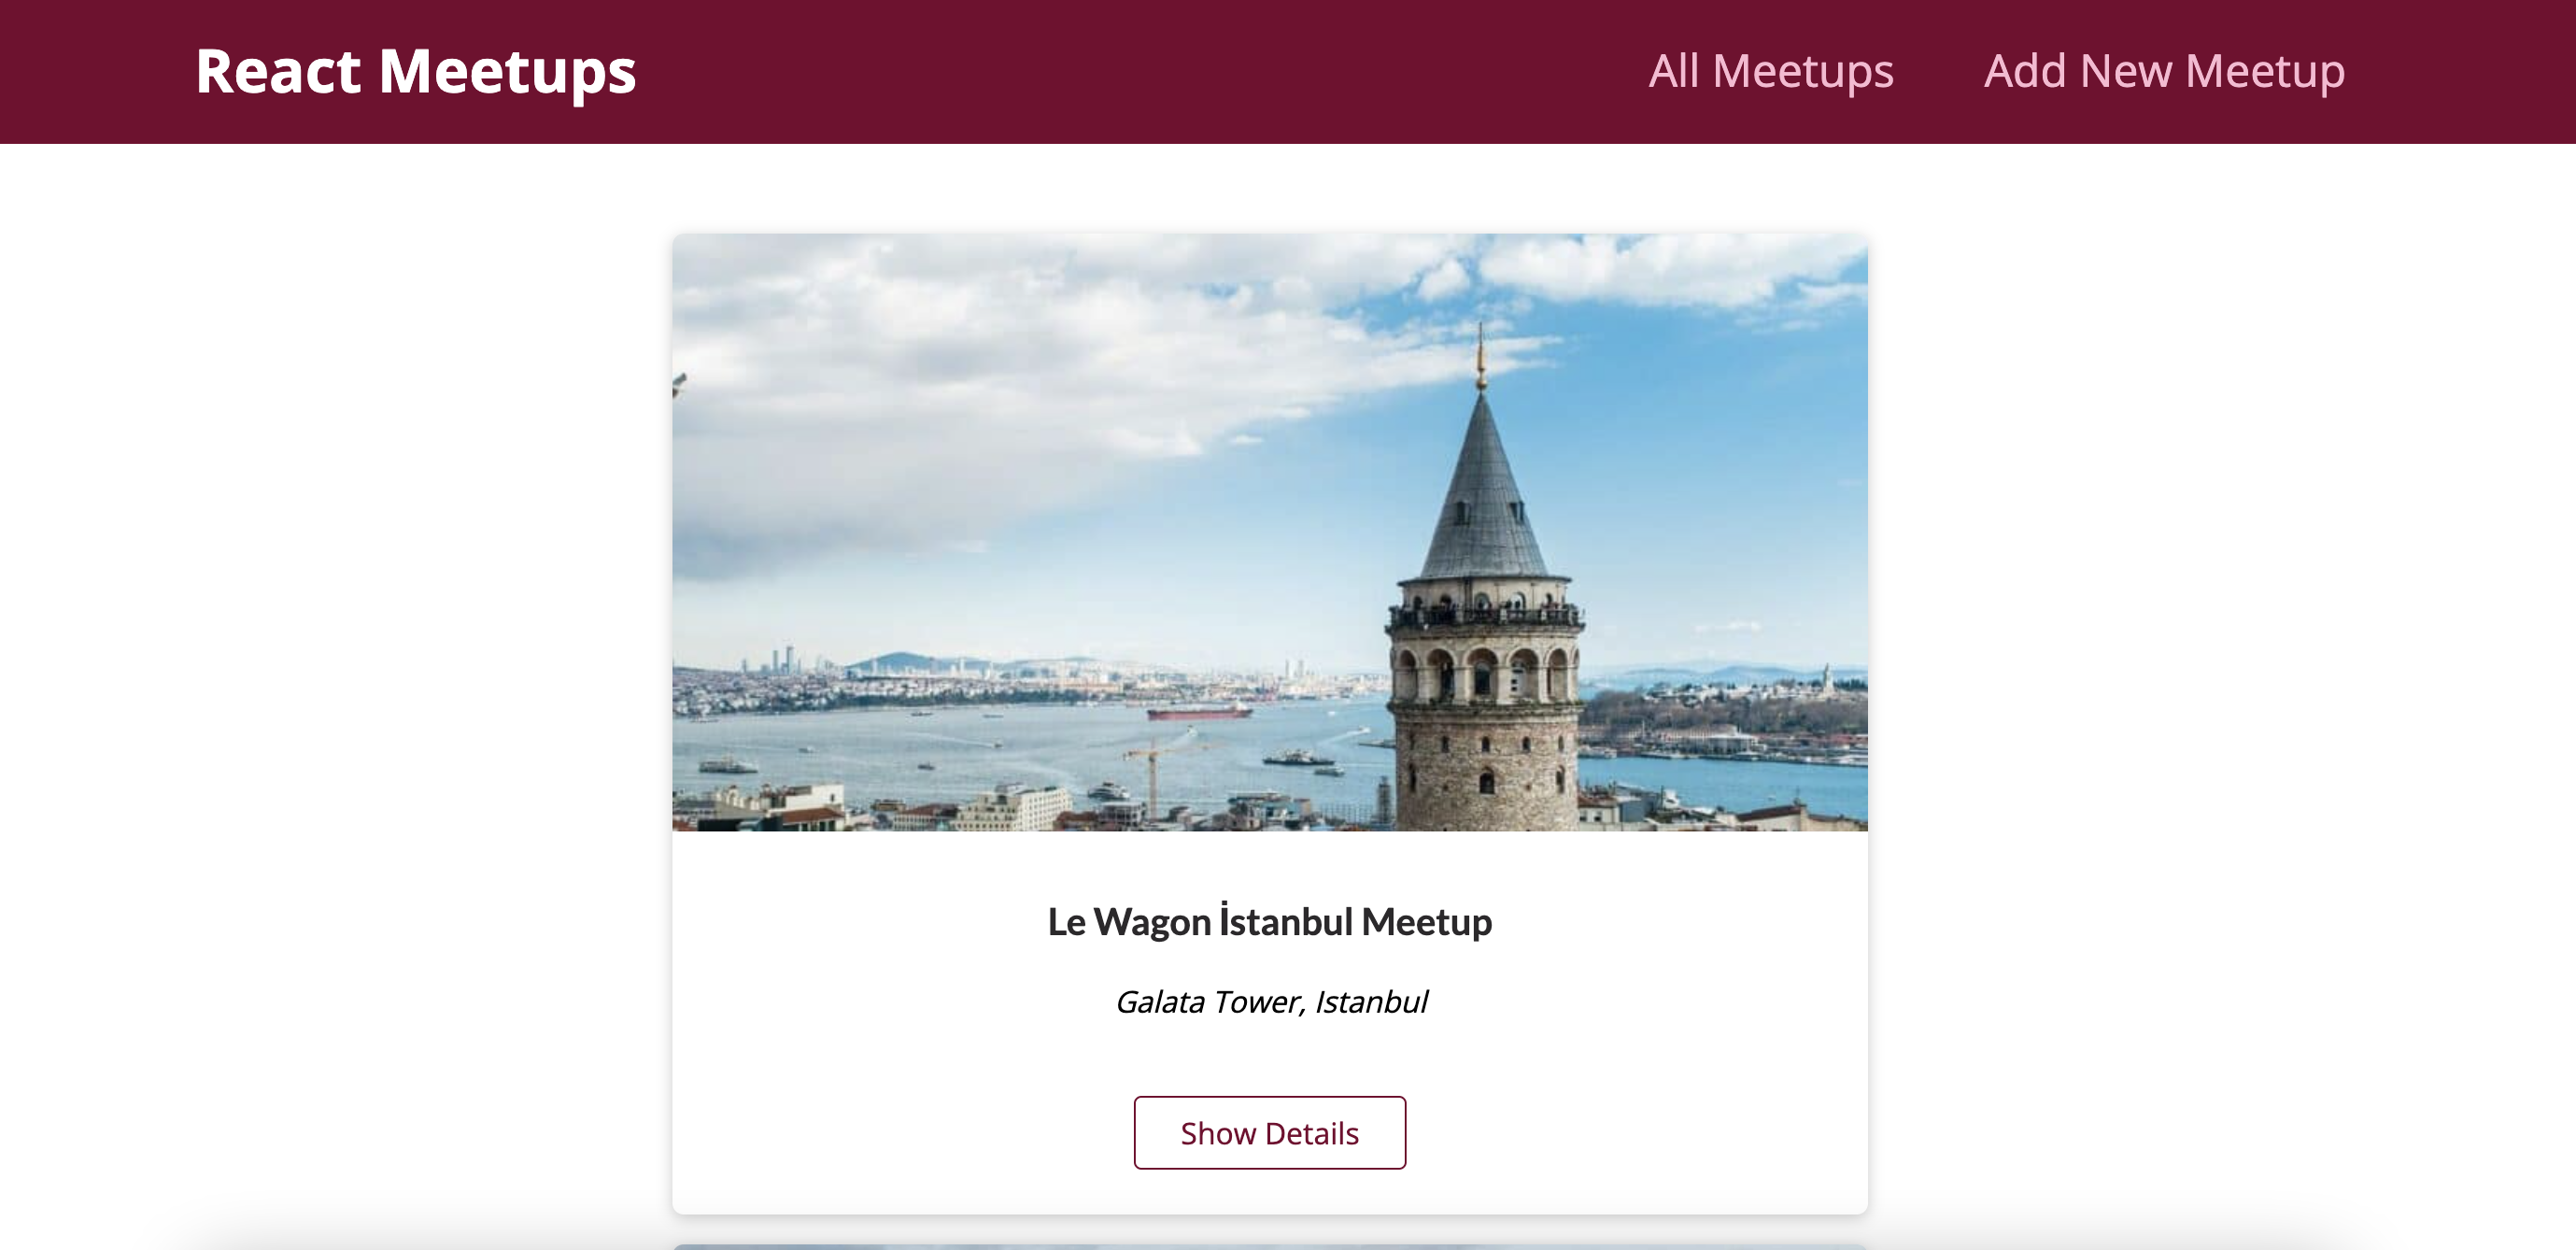 React Meetups
All Meetups
Add New Meetup
Le Wagon İstanbul Meetup
Galata Tower, Istanbul
Show Details